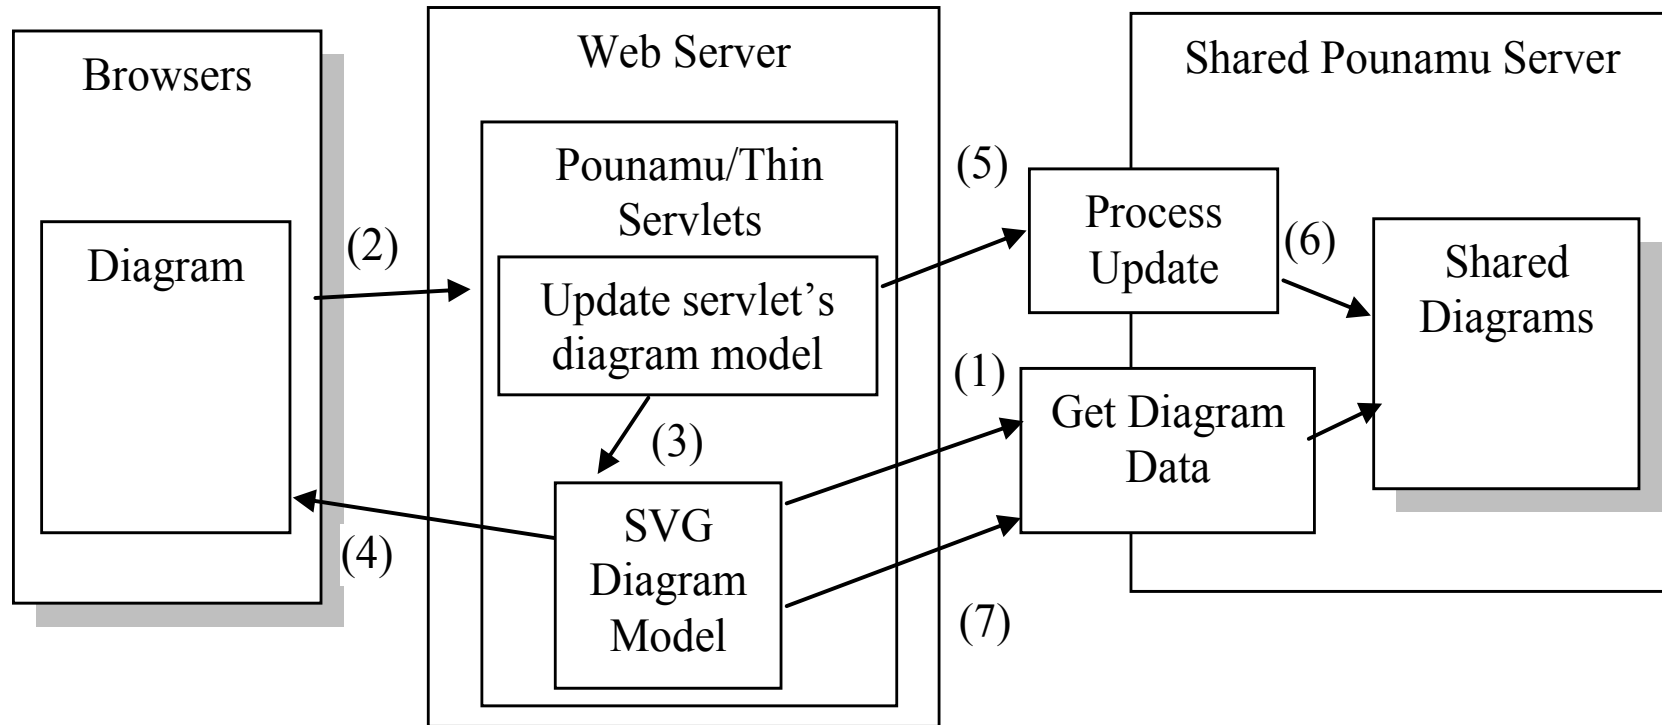 Browsers
Diagram
(2)
(4)
Web Server
Pounamu/Thin
Servlets
Update servlet’s
diagram model
(3)
SVG
Diagram
Model
(5)
(1)
(7)
Shared Pounamu Server
Process
Update
(6)
Get Diagram
Data
Shared
Diagrams